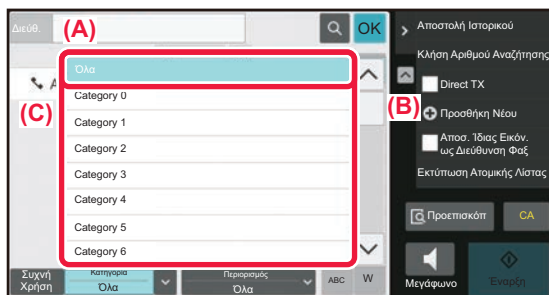 Διεύθ.
(A)
OK
Όλα
A
(C)
Category 0
Category 1
Category 2
Category 3
Category 4
Category 5
Category 6
Συχνή
Χρήση
Κατηγορία
Όλα
Περιορισμός
Όλα
ABC
W
Αποστολή Ιστορικού
Κλήση Αριθμού Αναζήτησης
Direct TX
(B)
Προσθήκη Νέου
Αποσ. Ίδιας Εικόν.
ως Διεύθυνση Φαξ
Εκτύπωση Ατομικής Λίστας
Προεπισκόπ
CA
Μεγάφωνο
Έναρξη